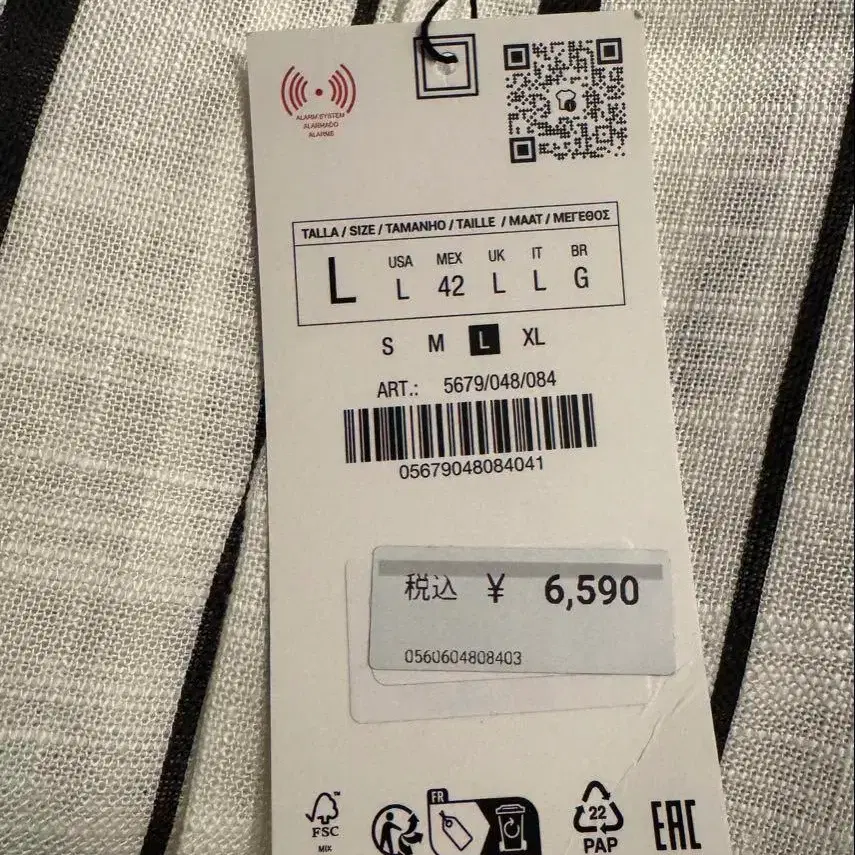 ALARM SYSTEM
ALARMADO
ALARME
TALLA / SIZE / TAMANHO / TAILLE / MAAT / ΜΕΓΕΘΟΣ
L USA L MEX 42 UK L IT L BR G
S M L XL
ART.: 5679/048/084
05679048084041
税込 ¥ 6,590
0560604808403
FSC™
MIX
FR
22
PAP
EAC